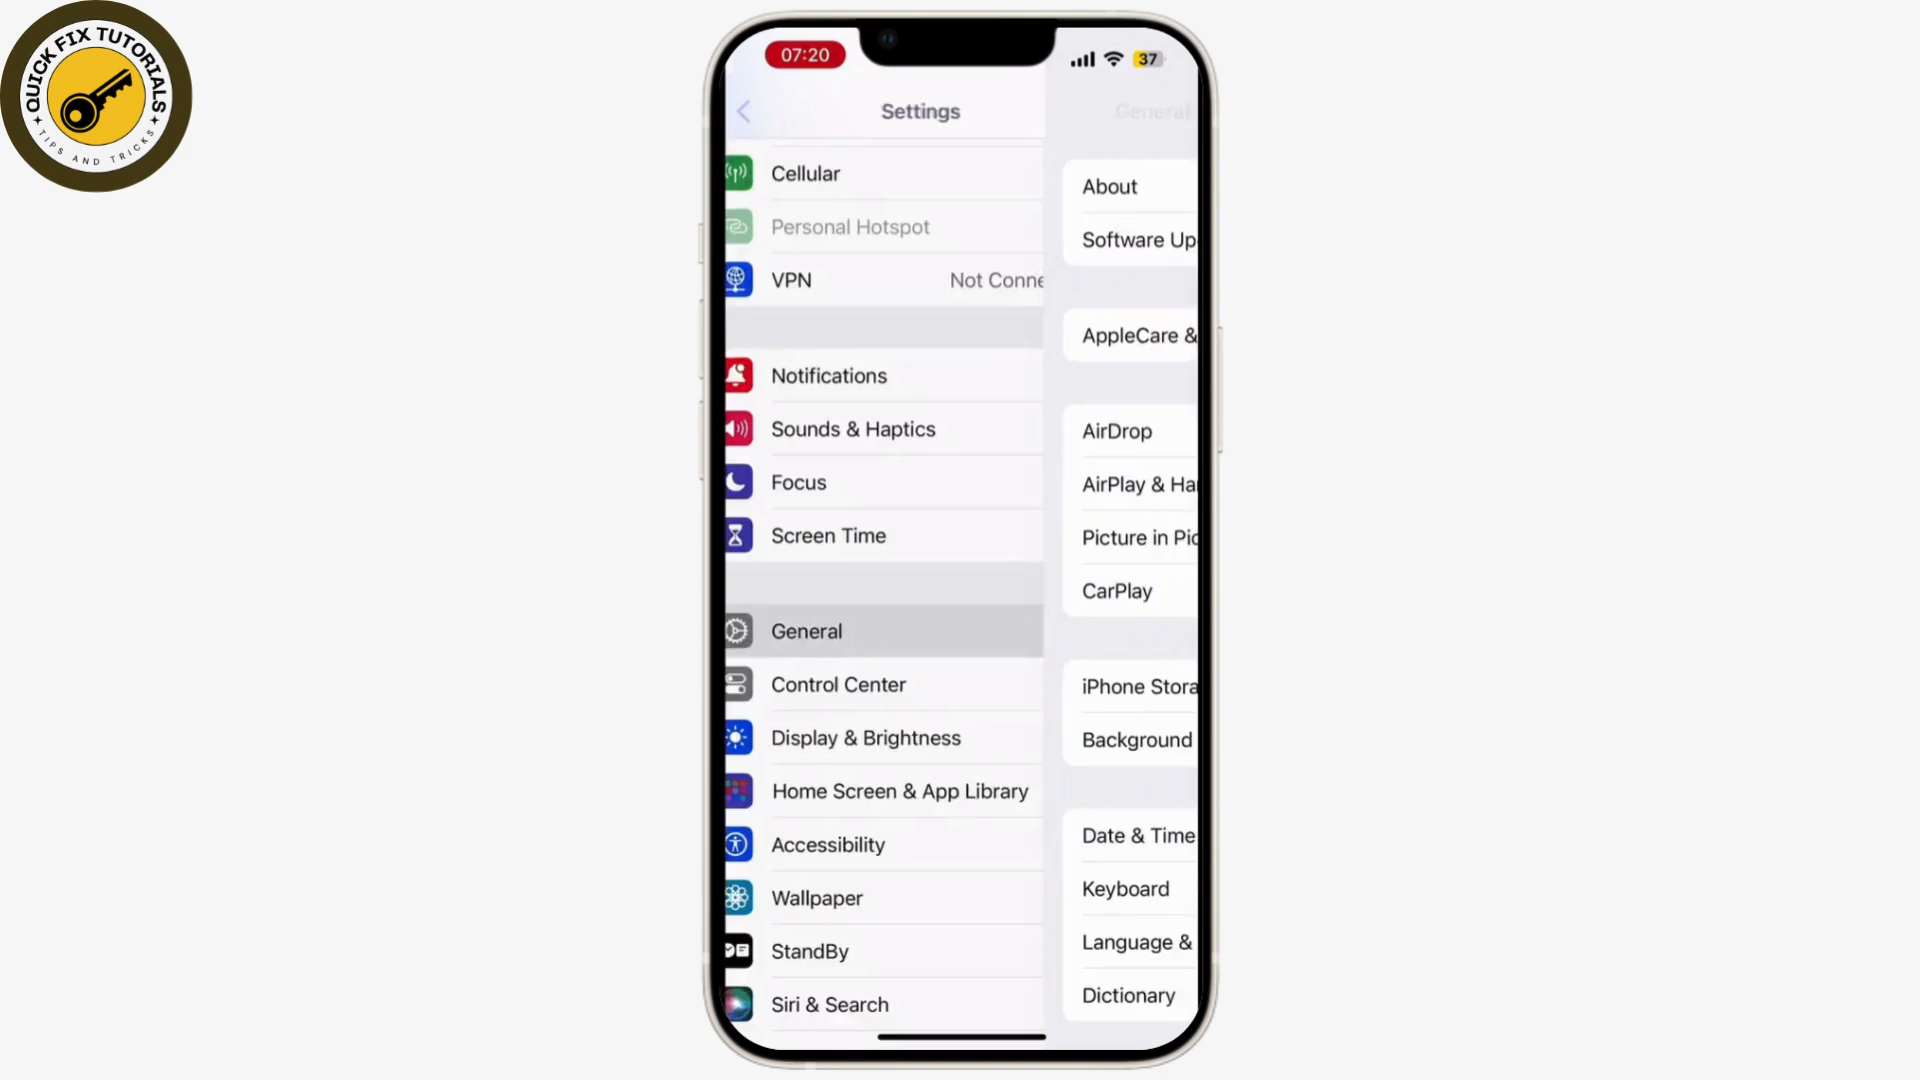 QUICK FIX TUTORIALS
TIPS AND TRICKS
07:20
37
Settings
General
Cellular
Personal Hotspot
VPN
Not Conne
Notifications
Sounds & Haptics
Focus
Screen Time
General
Control Center
Display & Brightness
Home Screen & App Library
Accessibility
Wallpaper
StandBy
Siri & Search
About
Software Up
AppleCare &
AirDrop
AirPlay & Ha
Picture in Pic
CarPlay
iPhone Stora
Background
Date & Time
Keyboard
Language &
Dictionary